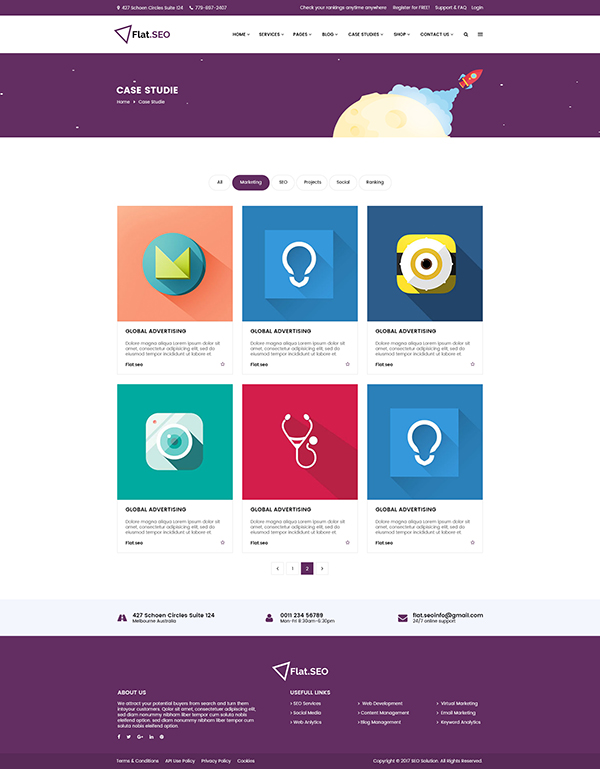 427 Schoen Circles Suite 124 779-697-2407 Check your rankings anytime anywhere Register for FREE! Support & FAQ Login
Flat.SEO HOME SERVICES PAGES BLOG CASE STUDIES SHOP CONTACT US
CASE STUDIE
Home Case Studie
All Marketing SEO Projects Social Ranking
GLOBAL ADVERTISING GLOBAL ADVERTISING GLOBAL ADVERTISING
Dolore magna aliqua Lorem ipsum dolor sit Dolore magna aliqua Lorem ipsum dolor sit Dolore magna aliqua Lorem ipsum dolor sit
amet, consectetur adipisicing elit, sed do amet, consectetur adipisicing elit, sed do amet, consectetur adipisicing elit, sed do
eiusmod tempor incididunt ut labore et eiusmod tempor incididunt ut labore et eiusmod tempor incididunt ut labore et
Flat seo Flat seo Flat seo
GLOBAL ADVERTISING GLOBAL ADVERTISING GLOBAL ADVERTISING
Dolore magna aliqua Lorem ipsum dolor sit Dolore magna aliqua Lorem ipsum dolor sit Dolore magna aliqua Lorem ipsum dolor sit
amet, consectetur adipisicing elit, sed do amet, consectetur adipisicing elit, sed do amet, consectetur adipisicing elit, sed do
eiusmod tempor incididunt ut labore et eiusmod tempor incididunt ut labore et eiusmod tempor incididunt ut labore et
Flat seo Flat seo Flat seo
1 2
427 Schoen Circles Suite 124 0011 234 56789 flat.seoinfo@gmail.com
Melbourne Australia Mon-Fri 8:30am-6:30pm 24/7 online support
Flat.SEO
ABOUT US USEFULL LINKS
We attract your potential buyers from search and turn them
intoyour customers. Qolor sit amet, consectetuer adipiscing
elit, sed diam nonummy nibham tempor cum soluta nobis
eleifend option. sed diam nonummy nibham tempor cum
soluta nobis eleifend option.
SEO Services Web Development Virtual Marketing
Social Media Content Management Email Marketing
Web Anlytics Blog Management Keyword Analytics
Terms & Conditions API Use Policy Privacy Policy Cookies Copyright © 2017 SEO Solution. All Rights Reserved.